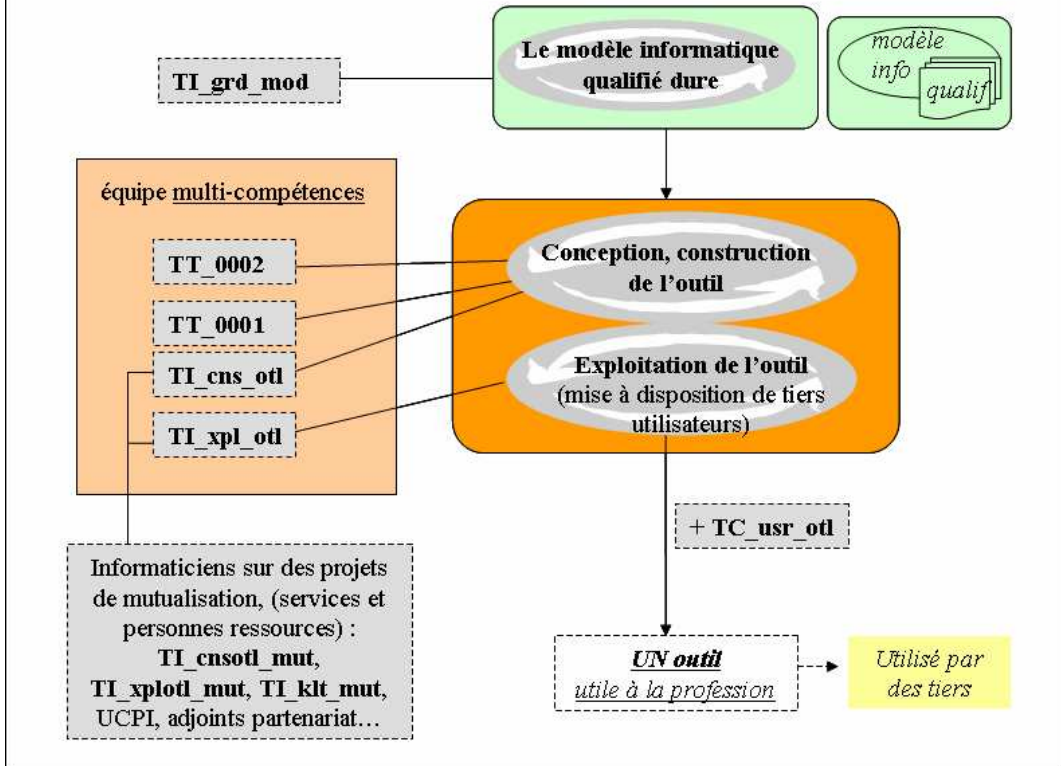 Le modèle informatique
qualifié dure
modèle
info
qualif
TI_grd_mod
équipe multi-compétences
TT_0002
TT_0001
TI_cns_otl
TI_xpl_otl
Conception, construction
de l'outil
Exploitation de l'outil
(mise à disposition de tiers
utilisateurs)
+ TC_usr_otl
Informaticiens sur des projets
de mutualisation, (services et
personnes ressources) :
TI_cnsotl_mut,
TI_xplotl_mut, TI_klt_mut,
UCPI, adjoints partenariat…
UN outil
utile à la profession
Utilisé par
des tiers